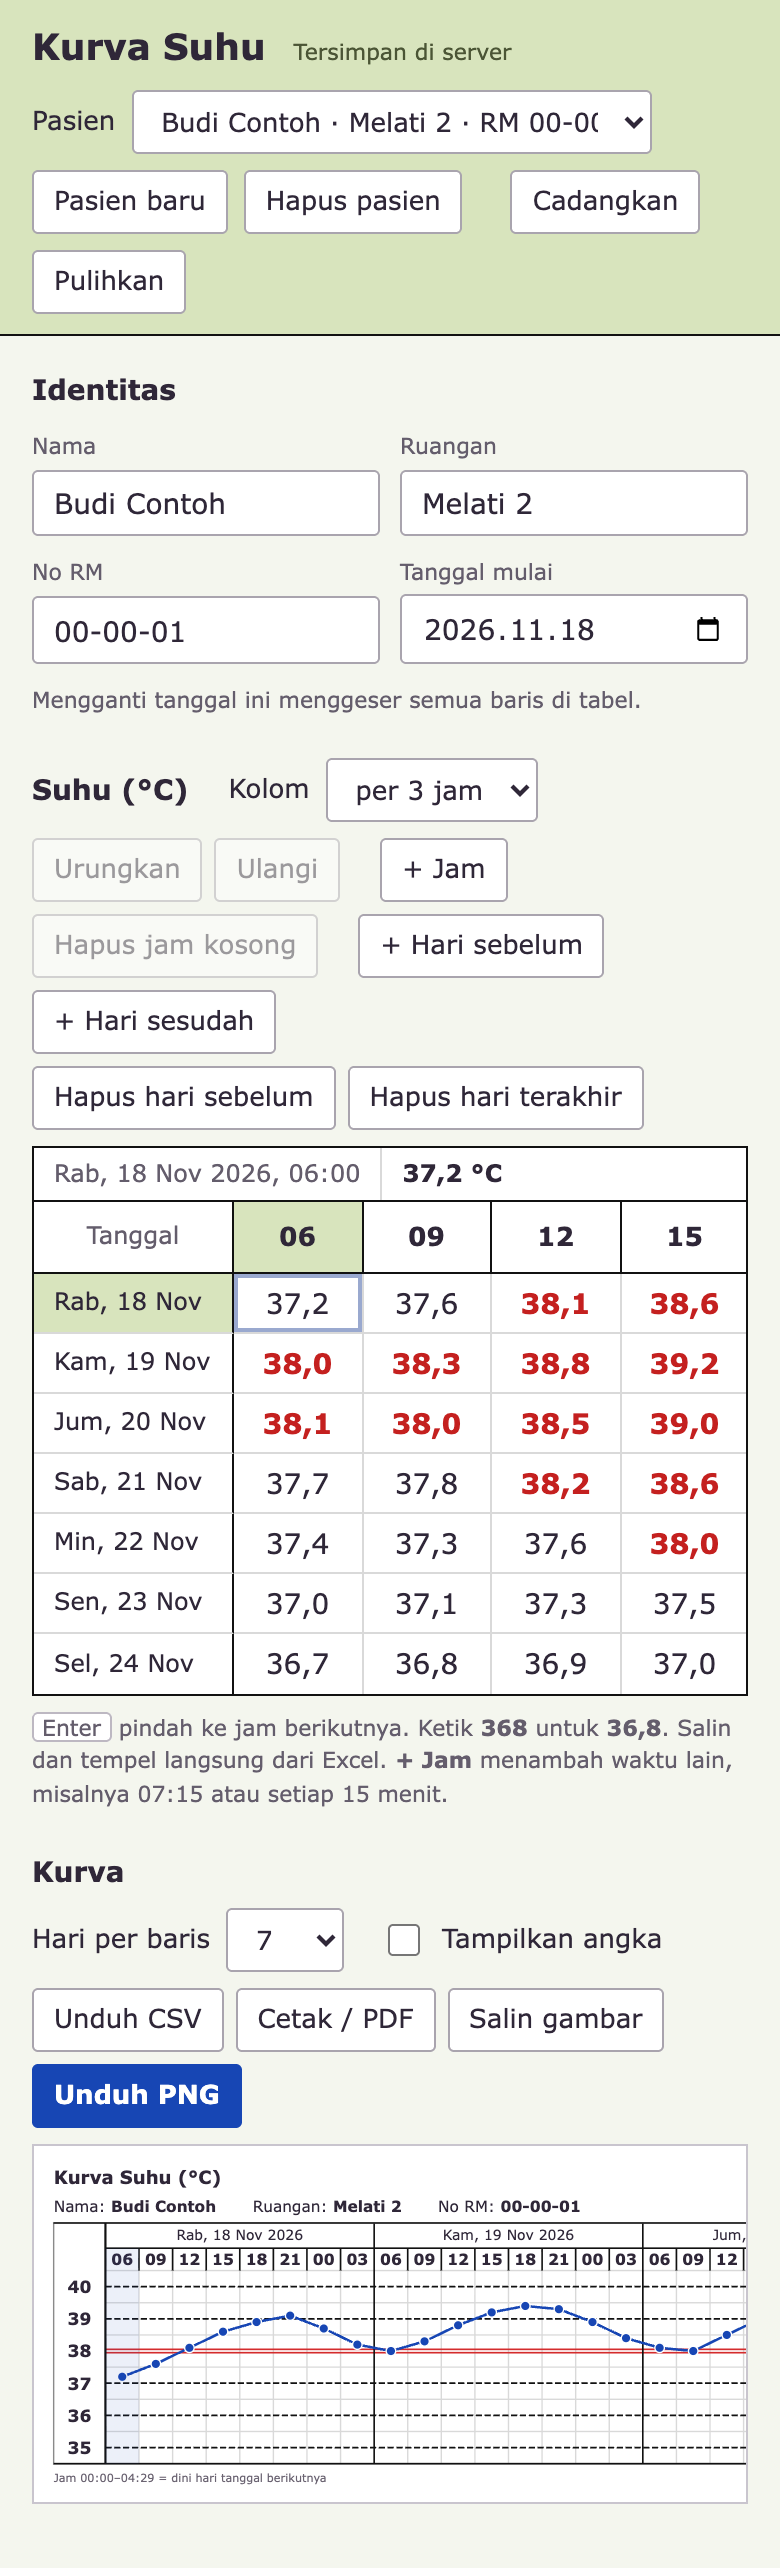 Kurva Suhu Tersimpan di server
Pasien Budi Contoh · Melati 2 · RM 00-00
Pasien baru Hapus pasien Cadangkan
Pulihkan
Identitas
Nama Ruangan
Budi Contoh Melati 2
No RM Tanggal mulai
00-00-01 2026.11.18
Mengganti tanggal ini menggeser semua baris di tabel.
Suhu (°C) Kolom per 3 jam
Urungkan Ulangi + Jam
Hapus jam kosong + Hari sebelum
+ Hari sesudah
Hapus hari sebelum Hapus hari terakhir
Rab, 18 Nov 2026, 06:00 37,2 °C
Tanggal 06 09 12 15
Rab, 18 Nov 37,2 37,6 38,1 38,6
Kam, 19 Nov 38,0 38,3 38,8 39,2
Jum, 20 Nov 38,1 38,0 38,5 39,0
Sab, 21 Nov 37,7 37,8 38,2 38,6
Min, 22 Nov 37,4 37,3 37,6 38,0
Sen, 23 Nov 37,0 37,1 37,3 37,5
Sel, 24 Nov 36,7 36,8 36,9 37,0
Enter pindah ke jam berikutnya. Ketik 368 untuk 36,8. Salin
dan tempel langsung dari Excel. + Jam menambah waktu lain,
misalnya 07:15 atau setiap 15 menit.
Kurva
Hari per baris 7 Tampilkan angka
Unduh CSV Cetak / PDF Salin gambar
Unduh PNG
Kurva Suhu (°C)
Nama: Budi Contoh Ruangan: Melati 2 No RM: 00-00-01
Rab, 18 Nov 2026 Kam, 19 Nov 2026 Jum,
06 09 12 15 18 21 00 03 06 09 12 15 18 21 00 03 06 09 12
40
39
38
37
36
35
Jam 00:00–04:29 = dini hari tanggal berikutnya